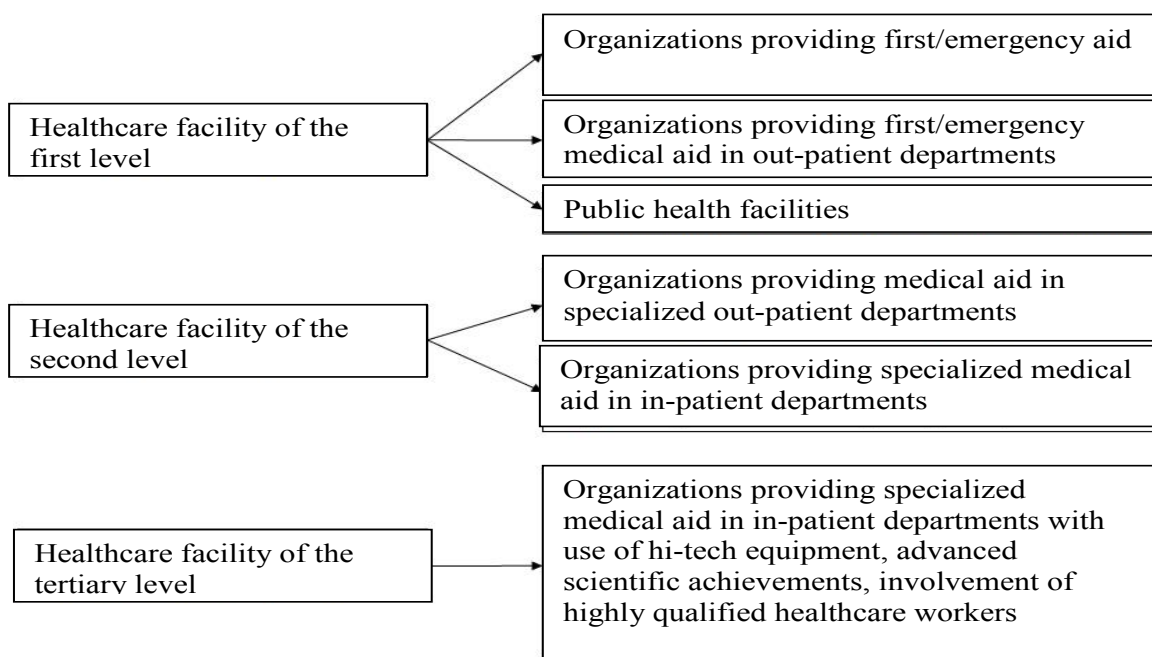 Organizations providing first/emergency aid
Healthcare facility of the
first level
Organizations providing first/emergency
medical aid in out-patient departments
Public health facilities
Organizations providing medical aid in
specialized out-patient departments
Healthcare facility of the
second level
Organizations providing specialized medical
aid in in-patient departments
Healthcare facility of the
tertiary level
Organizations providing specialized
medical aid in in-patient departments with
use of hi-tech equipment, advanced
scientific achievements, involvement of
highly qualified healthcare workers